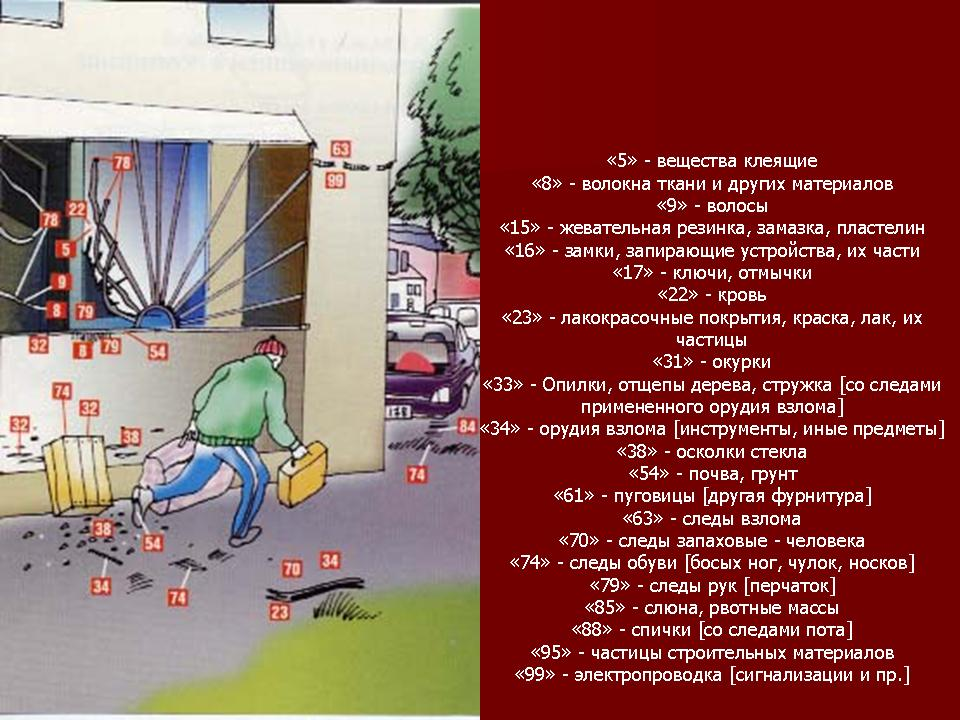 63
99
78
78
22
5
9
8
79
32
8
79
54
74
32
32
38
84
74
38
54
34
74
70
34
23
«5» - вещества клеящие
«8» - волокна ткани и других материалов
«9» - волосы
«15» - жевательная резинка, замазка, пластелин
«16» - замки, запирающие устройства, их части
«17» - ключи, отмычки
«22» - кровь
«23» - лакокрасочные покрытия, краска, лак, их
частицы
«31» - окурки
«33» - Опилки, отщепы дерева, стружка [со следами
примененного орудия взлома]
«34» - орудия взлома [инструменты, иные предметы]
«38» - осколки стекла
«54» - почва, грунт
«61» - пуговицы [другая фурнитура]
«63» - следы взлома
«70» - следы запаховые - человека
«74» - следы обуви [босых ног, чулок, носков]
«79» - следы рук [перчаток]
«85» - слюна, рвотные массы
«88» - спички [со следами пота]
«95» - частицы строительных материалов
«99» - электропроводка [сигнализации и пр.]